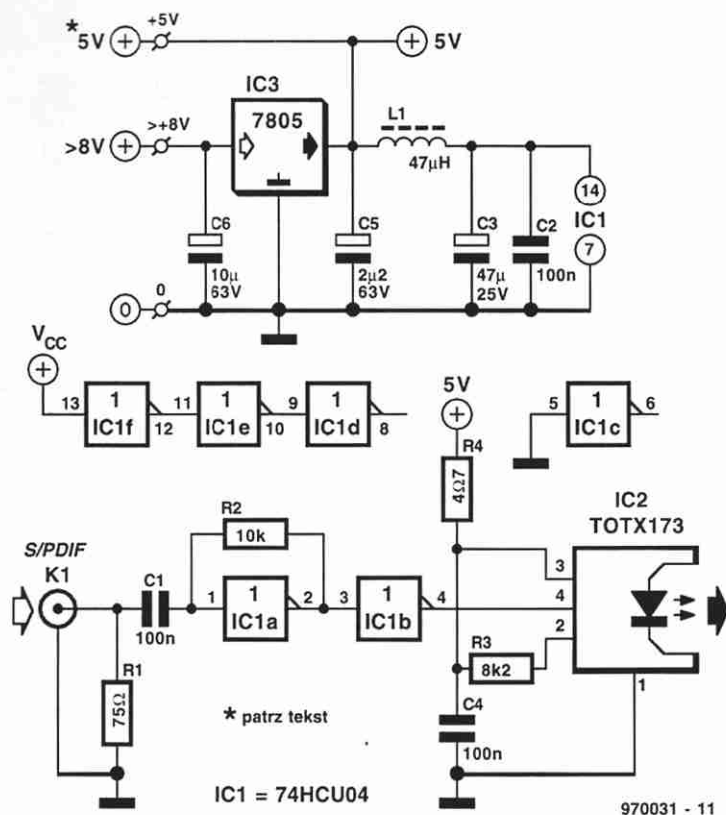 * 5V
+5V
5V
IC3
7805
>8V
>+8V
L1
47µH
14
IC1
7
C6
10µ
63V
C5
2µ2
63V
C3
47µ
25V
C2
100n
0
0
VCC
13
1
IC1f
12
11
1
IC1e
10
9
1
IC1d
8
5V
5
1
IC1c
6
R4
4Ω7
R2
10k
IC2
TOTX173
S/PDIF
K1
C1
100n
1
1
IC1a
2
3
1
IC1b
4
3
4
2
1
R3
8k2
R1
75Ω
C4
100n
* patrz tekst
IC1 = 74HCU04
970031 - 11